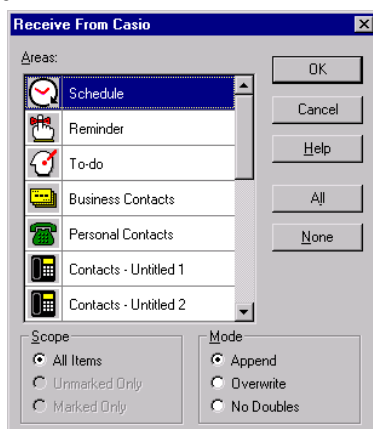 Receive From Casio
Areas:
Schedule
Reminder
To-do
Business Contacts
Personal Contacts
Contacts - Untitled 1
Contacts - Untitled 2
OK
Cancel
Help
All
None
Scope
All Items
Unmarked Only
Marked Only
Mode
Append
Overwrite
No Doubles